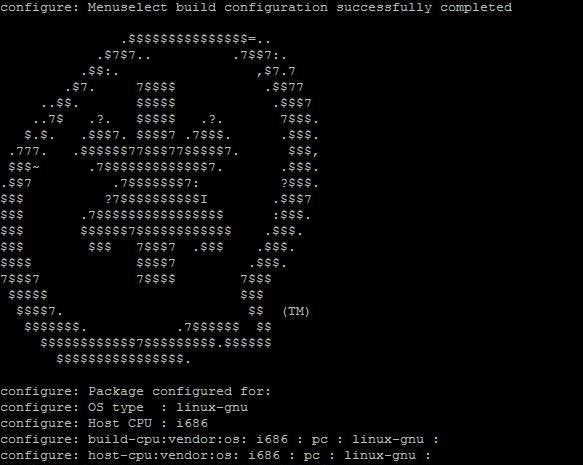 configure: Menuselect build configuration successfully completed
               .$$$$$$$$$$$$$$$=..
            .$7$7..          .7$$7:.
          .$$:.                 ,$7.7
        .$7.     7$$$$           .$$77
     ..$$.       $$$$$            .$$$7
    ..7$   .?.   $$$$$   .?.       7$$$.
   $.$.   .$$$7. $$$$7 .7$$$.      .$$$.
 .777.   .$$$$$$77$$$77$$$$$7.      $$$,
 $$$~      .7$$$$$$$$$$$$$7.       .$$$.
.$$7          .7$$$$$$$7:          ?$$$.
$$$          ?7$$$$$$$$$$I        .$$$7
$$$       .7$$$$$$$$$$$$$$$$      :$$$.
$$$       $$$$$$7$$$$$$$$$$$$    .$$$.
$$$        $$$   7$$$7  .$$$    .$$$.
$$$$             $$$$7         .$$$.
7$$$7            7$$$$        7$$$
 $$$$$                        $$$
  $$$$7.                       $$  (TM)
   $$$$$$$.           .7$$$$$$  $$
     $$$$$$$$$$$$7$$$$$$$$$.$$$$$$
       $$$$$$$$$$$$$$$$.
configure: Package configured for:
configure: OS type  : linux-gnu
configure: Host CPU : i686
configure: build-cpu:vendor:os: i686 : pc : linux-gnu :
configure: host-cpu:vendor:os: i686 : pc : linux-gnu :